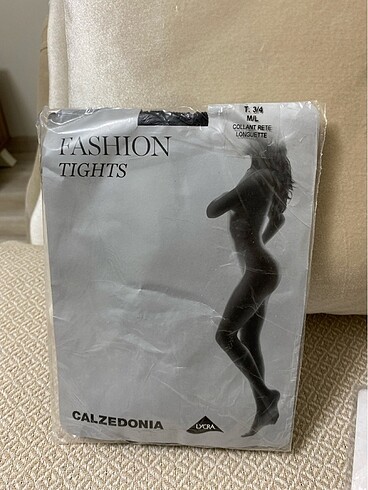 T. 3/4
M/L
COLLANT RETE
LONGUETTE
FASHION
TIGHTS
CALZEDONIA
LYCRA